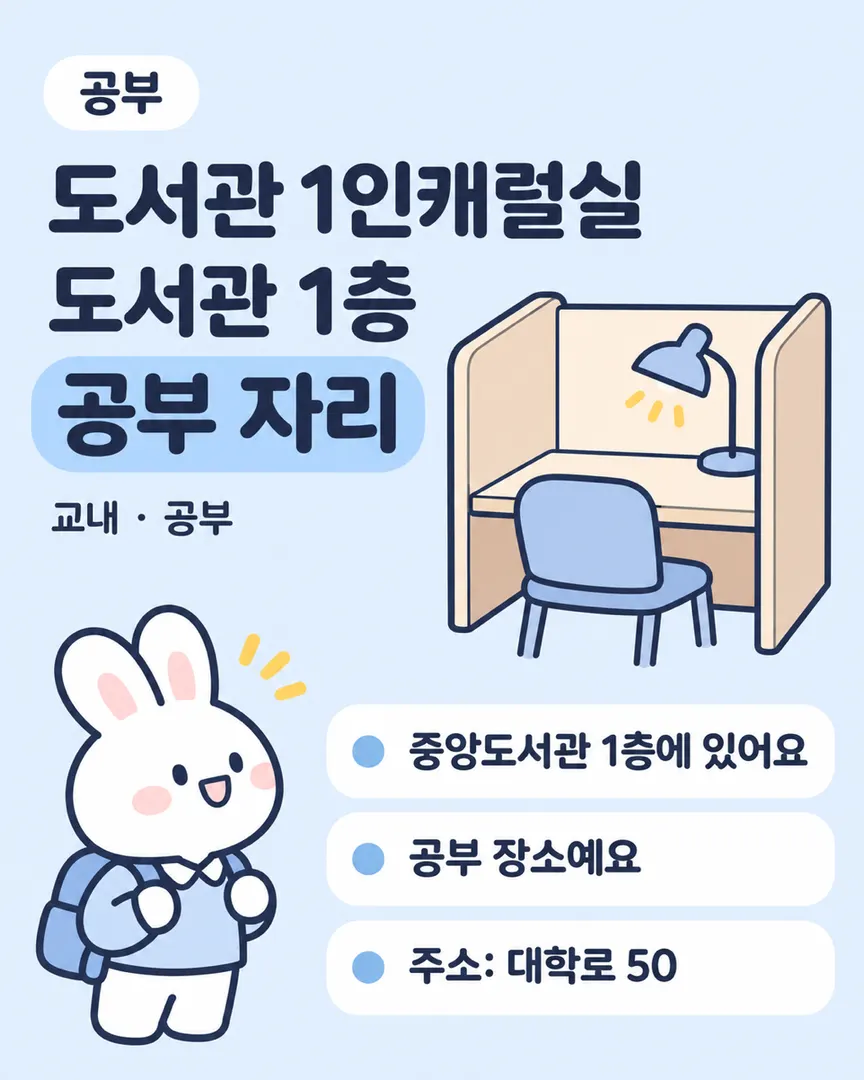 공부
도서관 1인캐럴실
도서관 1층
공부 자리
교내 · 공부
중앙도서관 1층에 있어요
공부 장소예요
주소: 대학로 50